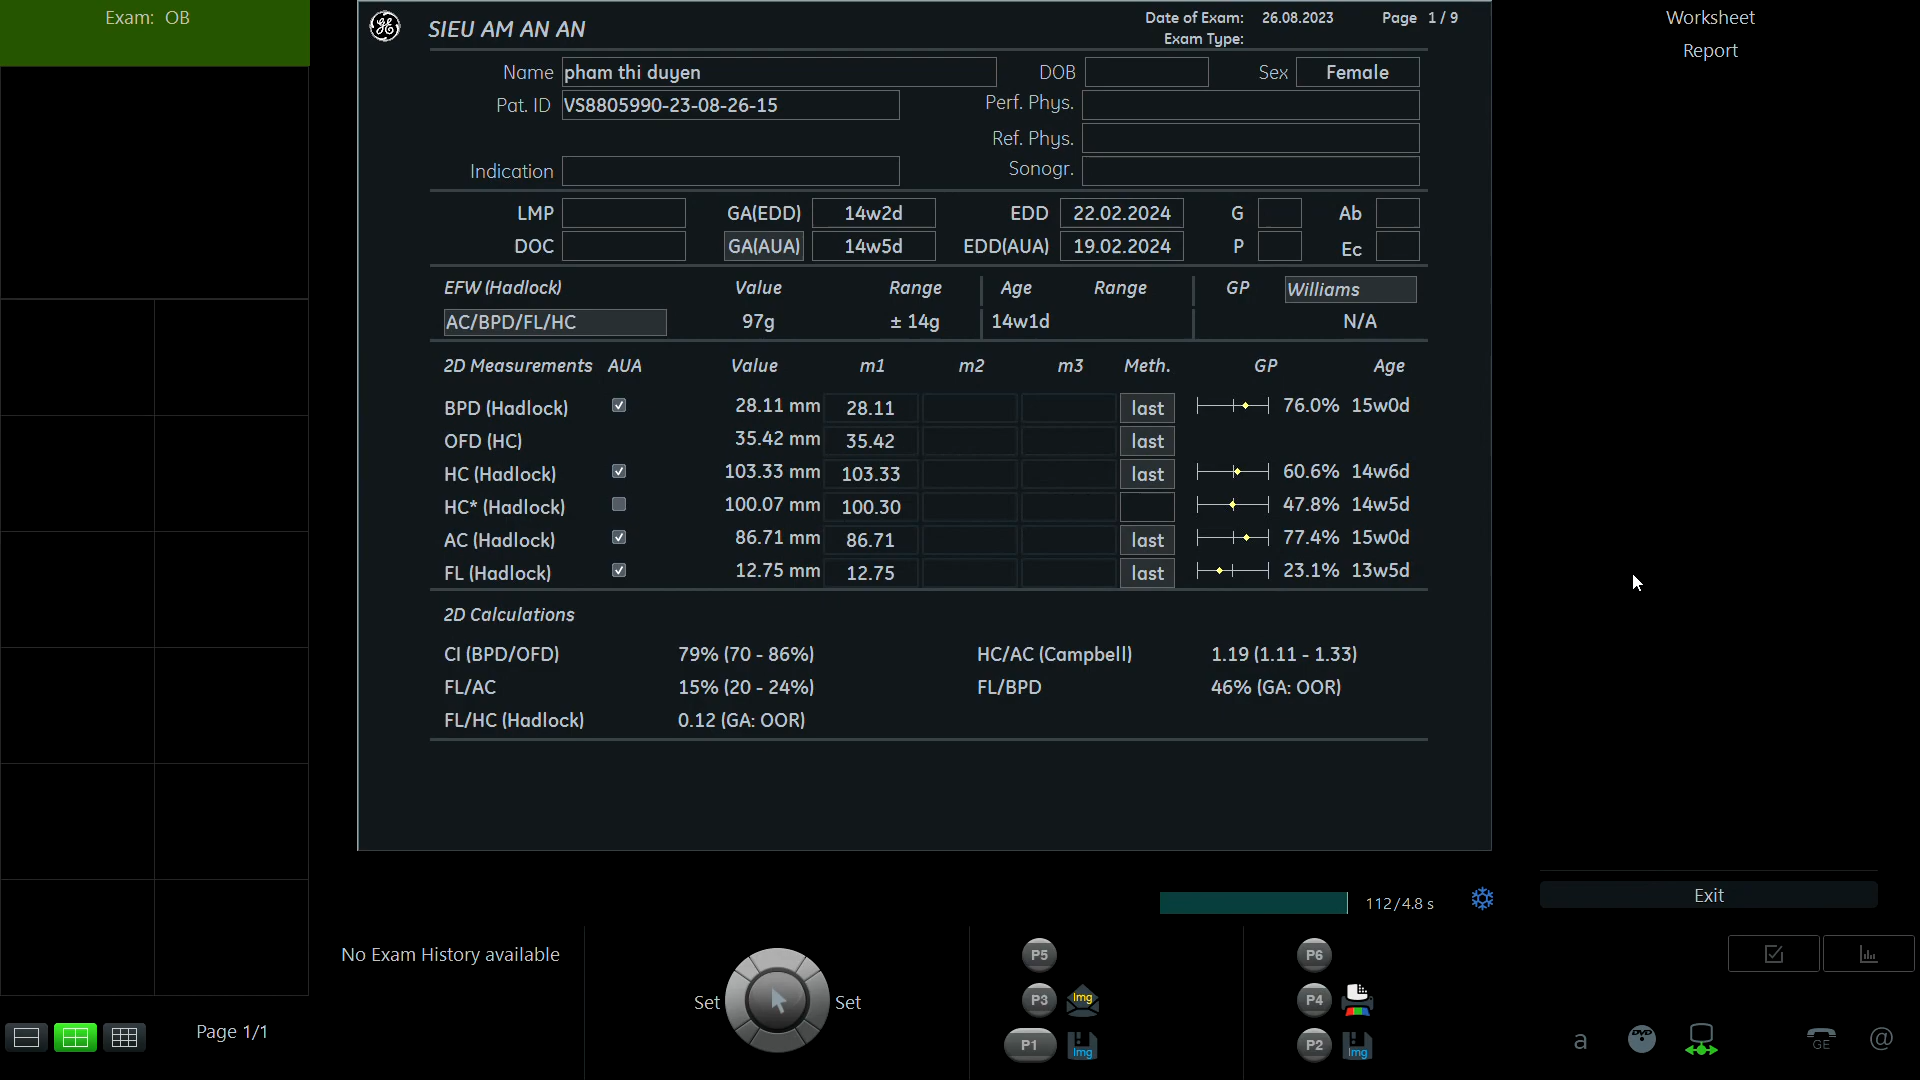 Exam: OB
SIEU AM AN AN
Date of Exam: 26.08.2023 Page 1 / 9
Exam Type:
Name pham thi duyen DOB Sex Female
Pat. ID VS8805990-23-08-26-15 Perf. Phys.
Ref. Phys.
Indication Sonogr.
LMP GA(EDD) 14w2d EDD 22.02.2024 G Ab
DOC GA(AUA) 14w5d EDD(AUA) 19.02.2024 P Ec
EFW (Hadlock) Value Range Age Range GP Williams
AC/BPD/FL/HC 97g ± 14g 14w1d N/A
2D Measurements AUA Value m1 m2 m3 Meth. GP Age
BPD (Hadlock) 28.11 mm 28.11 last 76.0% 15w0d
OFD (HC) 35.42 mm 35.42 last
HC (Hadlock) 103.33 mm 103.33 last 60.6% 14w6d
HC* (Hadlock) 100.07 mm 100.30 47.8% 14w5d
AC (Hadlock) 86.71 mm 86.71 last 77.4% 15w0d
FL (Hadlock) 12.75 mm 12.75 last 23.1% 13w5d
2D Calculations
CI (BPD/OFD) 79% (70 - 86%) HC/AC (Campbell) 1.19 (1.11 - 1.33)
FL/AC 15% (20 - 24%) FL/BPD 46% (GA: OOR)
FL/HC (Hadlock) 0.12 (GA: OOR)
Worksheet
Report
112/4.8 s
Exit
No Exam History available
Set Set
P5
P3 Img
P1 Img
P6
P4
P2 Img
Page 1/1
a DVD GE @